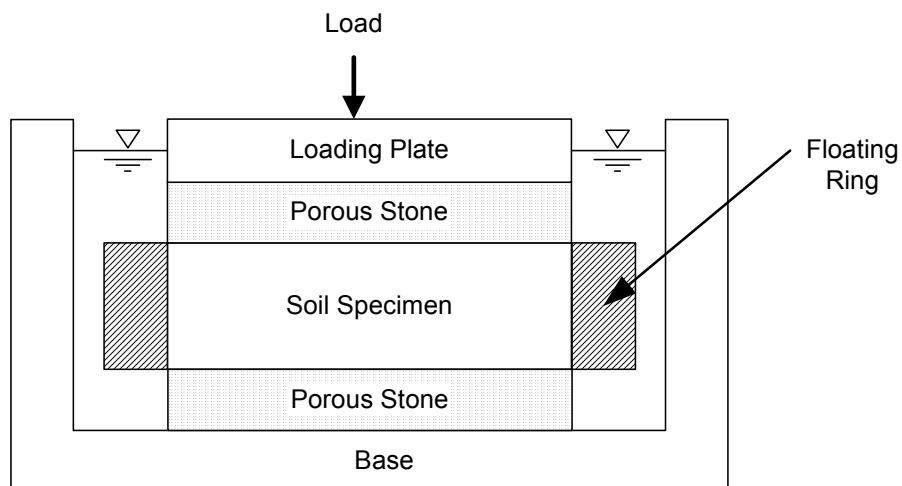 Load
Loading Plate
Floating
Ring
Porous Stone
Soil Specimen
Porous Stone
Base